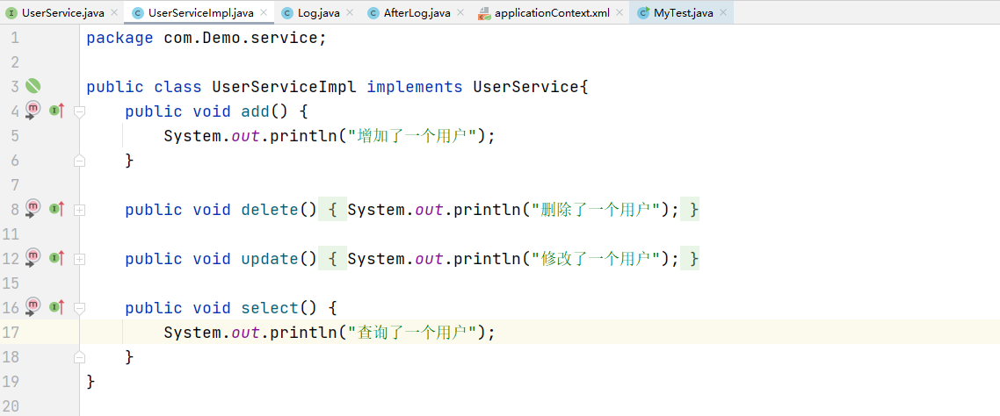 UserService.java UserServiceImpl.java Log.java AfterLog.java applicationContext.xml MyTest.java
1 package com.Demo.service;
2
3 public class UserServiceImpl implements UserService{
4 public void add() {
5 System.out.println("增加了一个用户");
6 }
7
8 public void delete() { System.out.println("删除了一个用户"); }
11
12 public void update() { System.out.println("修改了一个用户"); }
15
16 public void select() {
17 System.out.println("查询了一个用户");
18 }
19 }
20